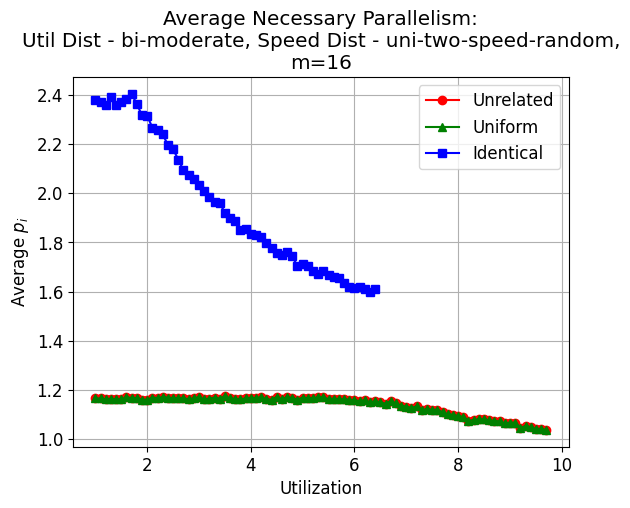 Average Necessary Parallelism:
Util Dist - bi-moderate, Speed Dist - uni-two-speed-random,
m=16
Unrelated
Uniform
Identical
2.4
2.2
2.0
1.8
1.6
1.4
1.2
1.0
Average p_i
2 4 6 8 10
Utilization